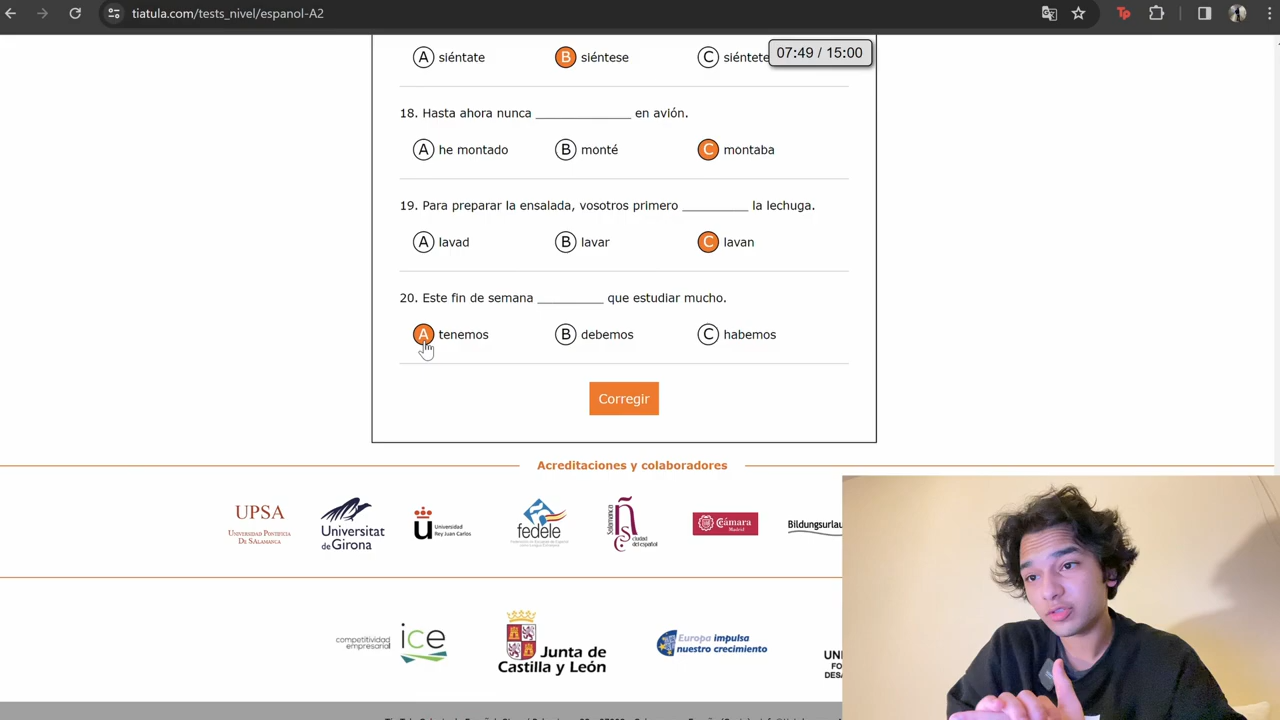 tiatula.com/tests_nivel/espanol-A2
07:49 / 15:00
A siéntate B siéntese C siéntete
18. Hasta ahora nunca ______________ en avión.
A he montado B monté C montaba
19. Para preparar la ensalada, vosotros primero __________ la lechuga.
A lavad B lavar C lavan
20. Este fin de semana __________ que estudiar mucho.
A tenemos B debemos C habemos
Corregir
Acreditaciones y colaboradores
UPSA
UNIVERSIDAD PONTIFICIA
DE SALAMANCA
Universitat
de Girona
Universidad
Rey Juan Carlos
fedele
Salamanca
ciudad
del español
Cámara
Madrid
Bildungsurlau
competitividad
empresarial
ice
Junta de
Castilla y León
Europa impulsa
nuestro crecimiento
UN
FO
DESA